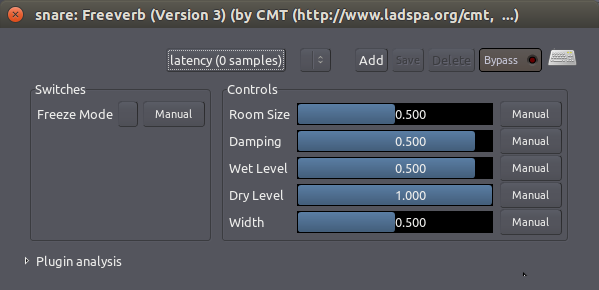 snare: Freeverb (Version 3) (by CMT (http://www.ladspa.org/cmt, ...)
latency (0 samples) Add Save Delete Bypass
Switches
Freeze Mode Manual
Controls
Room Size 0.500 Manual
Damping 0.500 Manual
Wet Level 0.500 Manual
Dry Level 1.000 Manual
Width 0.500 Manual
Plugin analysis